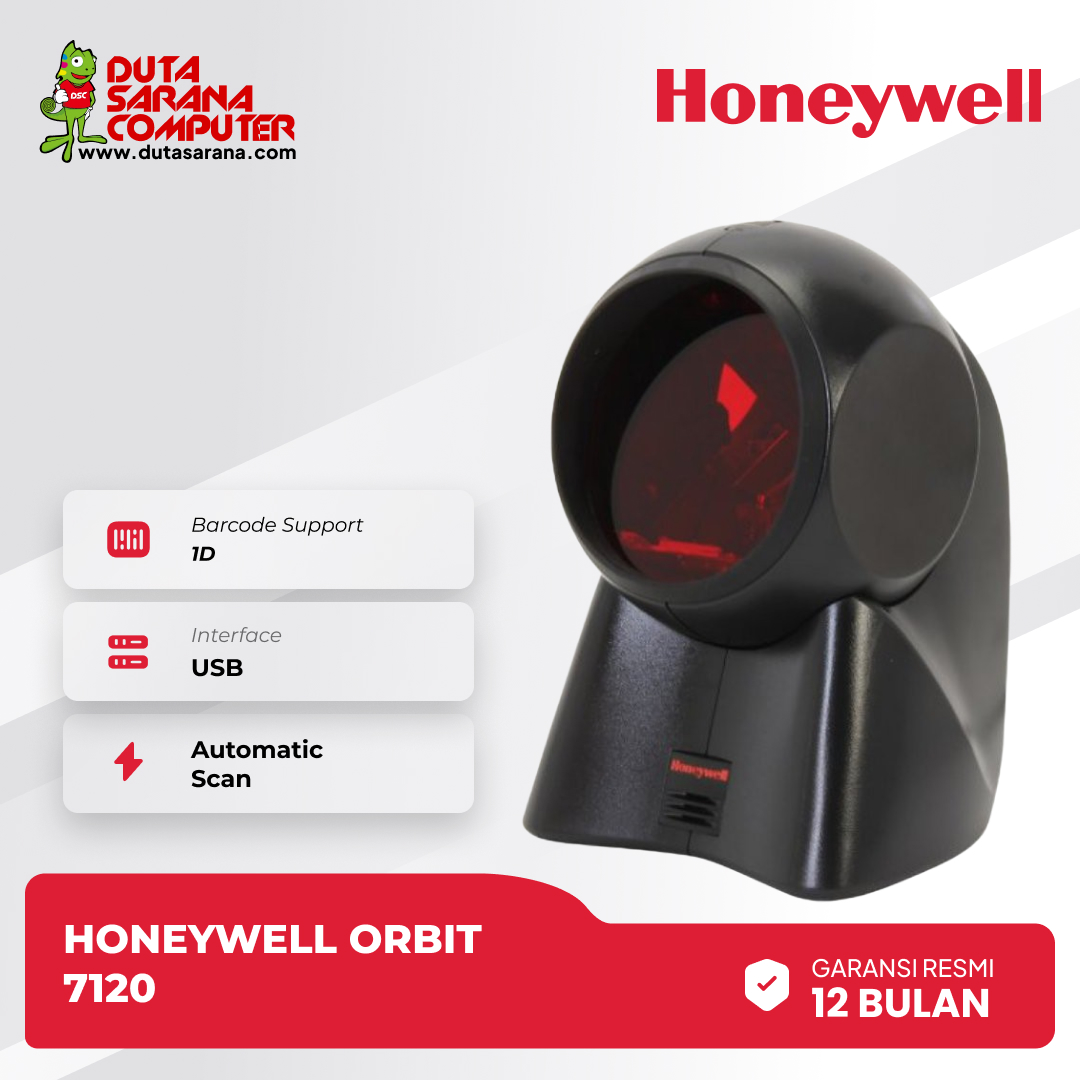 DUTA
SARANA
COMPUTER
DSC
www.dutasarana.com
Honeywell
Barcode Support
1D
Interface
USB
Automatic
Scan
Honeywell
HONEYWELL ORBIT
7120
GARANSI RESMI
12 BULAN